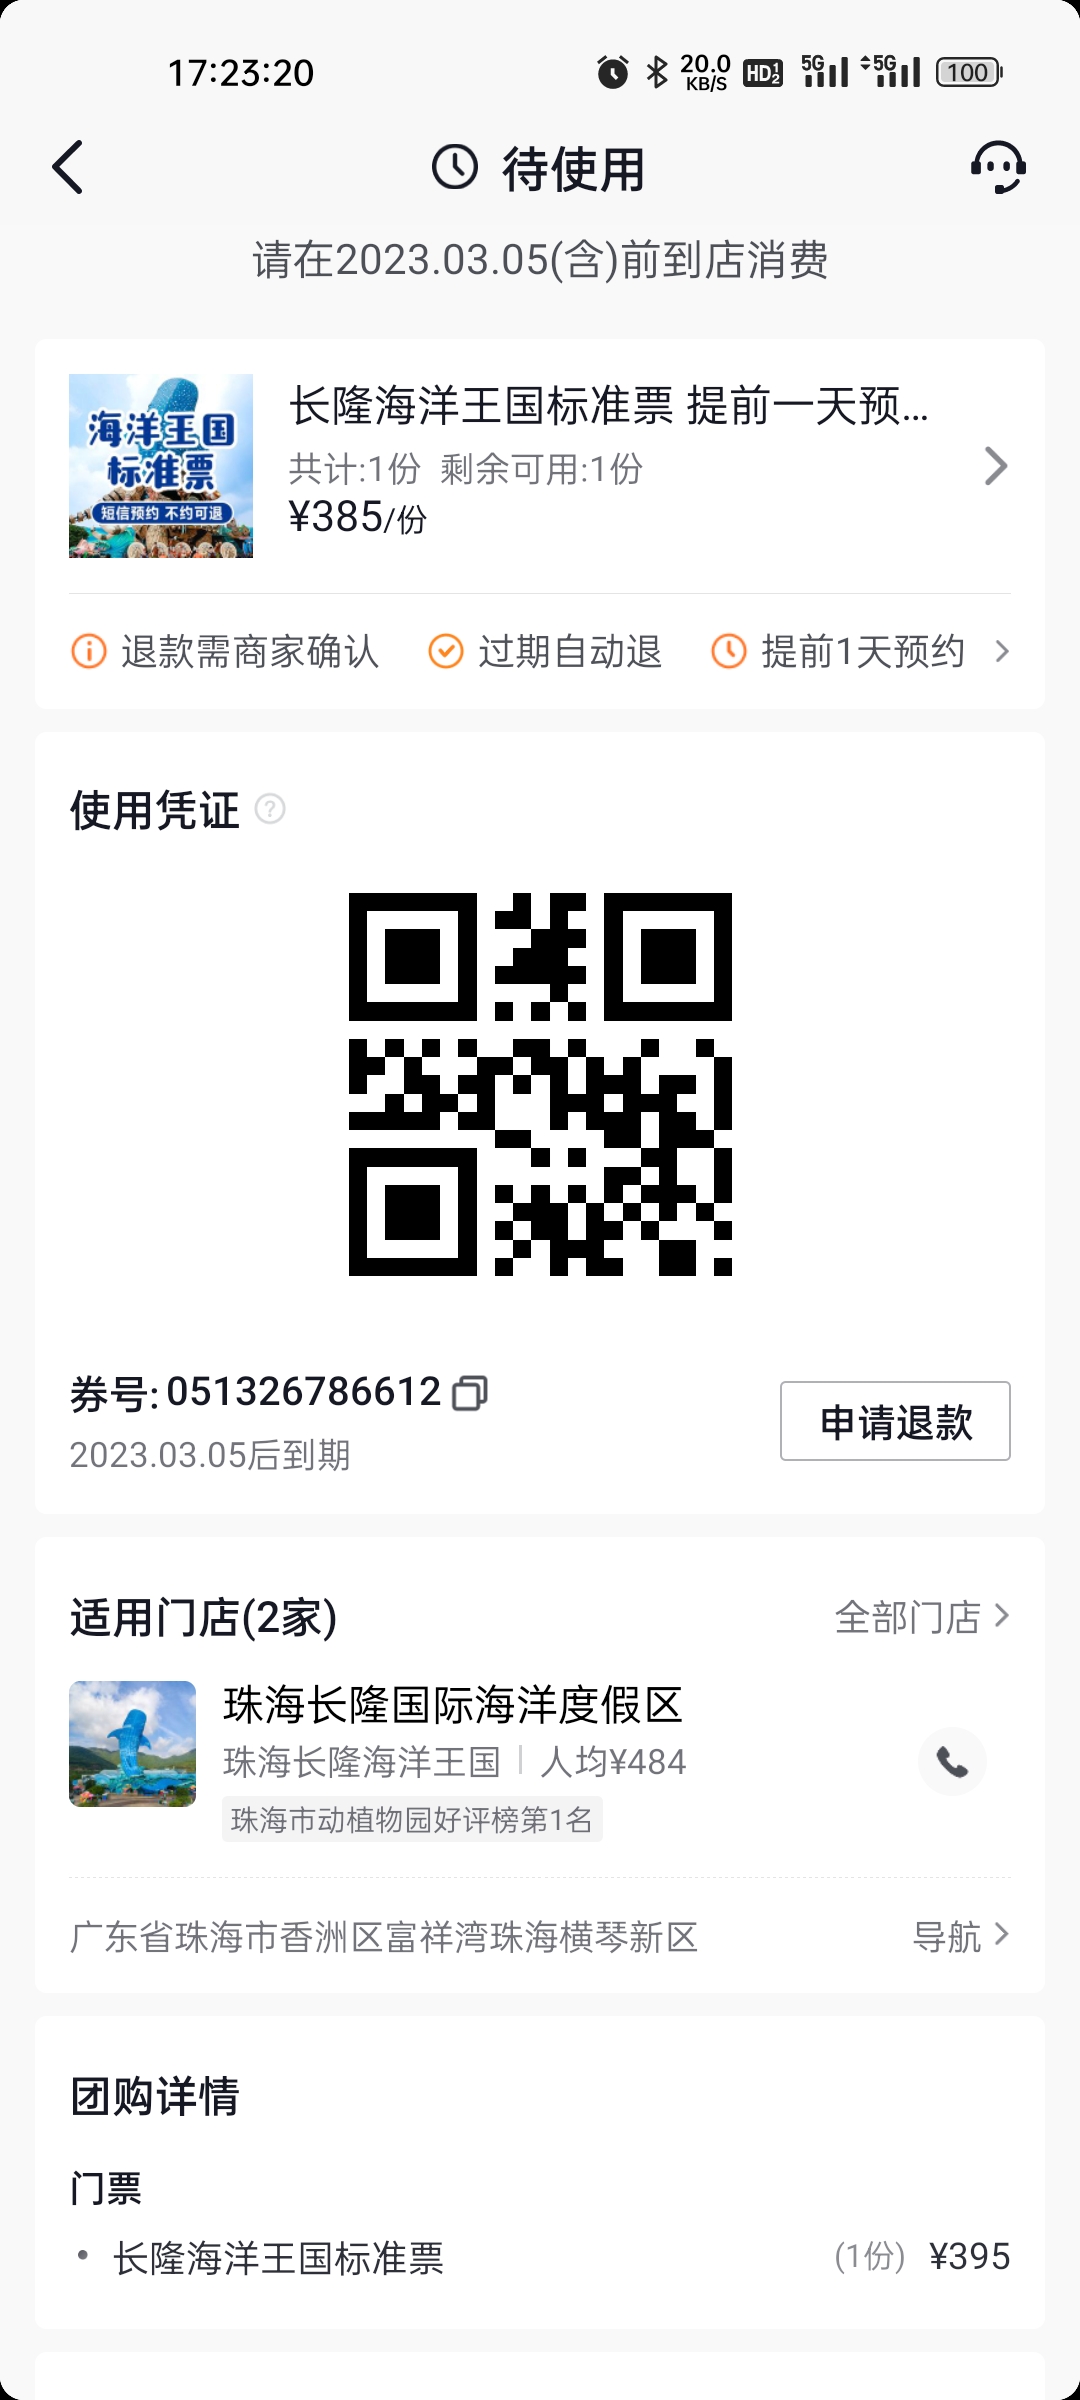 17:23:20
20.0 KB/S HD 1 2 5G 5G 100
待使用
请在2023.03.05(含)前到店消费
海洋王国
标准票
短信预约 不约可退
长隆海洋王国标准票 提前一天预...
共计:1份 剩余可用:1份
¥385/份
退款需商家确认 过期自动退 提前1天预约
使用凭证 ?
券号:051326786612
申请退款
2023.03.05后到期
适用门店(2家) 全部门店
珠海长隆国际海洋度假区
珠海长隆海洋王国 人均¥484
珠海市动植物园好评榜第1名
广东省珠海市香洲区富祥湾珠海横琴新区 导航
团购详情
门票
• 长隆海洋王国标准票 (1份) ¥395